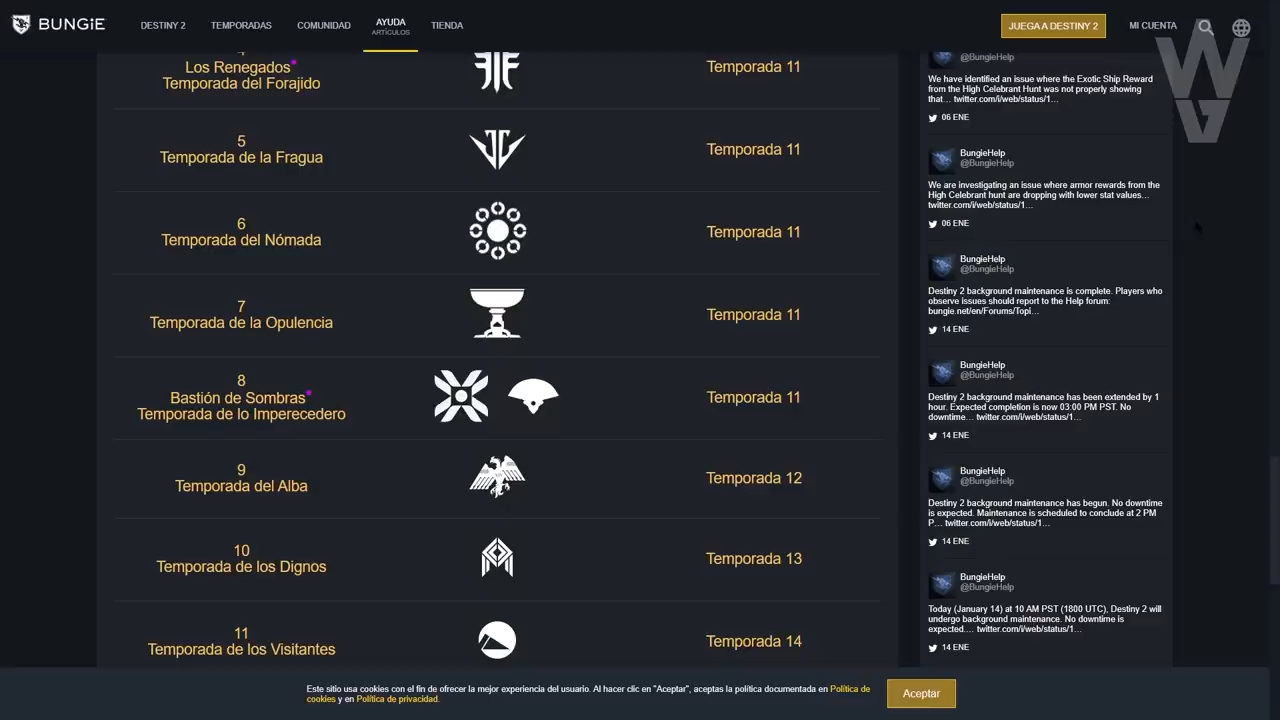 BUNGiE
DESTINY 2
TEMPORADAS
COMUNIDAD
AYUDA
ARTÍCULOS
TIENDA
JUEGA A DESTINY 2
MI CUENTA
Los Renegados*
Temporada del Forajido
Temporada 11
5
Temporada de la Fragua
Temporada 11
6
Temporada del Nómada
Temporada 11
7
Temporada de la Opulencia
Temporada 11
8
Bastión de Sombras*
Temporada de lo Imperecedero
Temporada 11
9
Temporada del Alba
Temporada 12
10
Temporada de los Dignos
Temporada 13
11
Temporada de los Visitantes
Temporada 14
@BungieHelp
We have identified an issue where the Exotic Ship Reward
from the High Celebrant Hunt was not properly showing
that... twitter.com/i/web/status/1...
06 ENE
BungieHelp
@BungieHelp
We are investigating an issue where armor rewards from the
High Celebrant hunt are dropping with lower stat values...
twitter.com/i/web/status/1...
06 ENE
BungieHelp
@BungieHelp
Destiny 2 background maintenance is complete. Players who
observe issues should report to the Help forum:
bungie.net/en/Forums/Topi...
14 ENE
BungieHelp
@BungieHelp
Destiny 2 background maintenance has been extended by 1
hour. Expected completion is now 03:00 PM PST. No
downtime... twitter.com/i/web/status/1...
14 ENE
BungieHelp
@BungieHelp
Destiny 2 background maintenance has begun. No downtime
is expected. Maintenance is scheduled to conclude at 2 PM
P... twitter.com/i/web/status/1...
14 ENE
BungieHelp
@BungieHelp
Today (January 14) at 10 AM PST (1800 UTC), Destiny 2 will
undergo background maintenance. No downtime is
expected.... twitter.com/i/web/status/1...
14 ENE
Este sitio usa cookies con el fin de ofrecer la mejor experiencia del usuario. Al hacer clic en "Aceptar", aceptas la política documentada en Política de
cookies y en Política de privacidad.
Aceptar